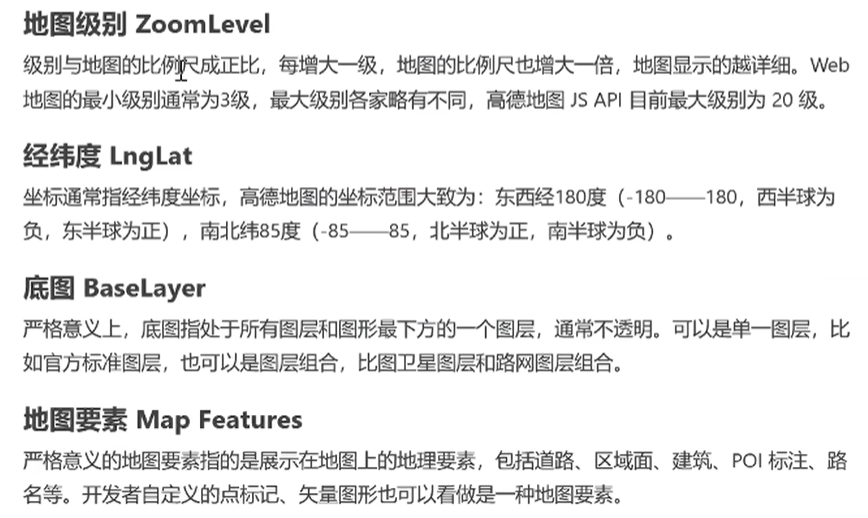 地图级别 ZoomLevel
级别与地图的比例尺成正比，每增大一级，地图的比例尺也增大一倍，地图显示的越详细。Web
地图的最小级别通常为3级，最大级别各家略有不同，高德地图 JS API 目前最大级别为 20 级。
经纬度 LngLat
坐标通常指经纬度坐标，高德地图的坐标范围大致为：东西经180度（-180——180，西半球为
负，东半球为正），南北纬85度（-85——85，北半球为正，南半球为负）。
底图 BaseLayer
严格意义上，底图指处于所有图层和图形最下方的一个图层，通常不透明。可以是单一图层，比
如官方标准图层，也可以是图层组合，比图卫星图层和路网图层组合。
地图要素 Map Features
严格意义的地图要素指的是展示在地图上的地理要素，包括道路、区域面、建筑、POI 标注、路
名等。开发者自定义的点标记、矢量图形也可以看做是一种地图要素。